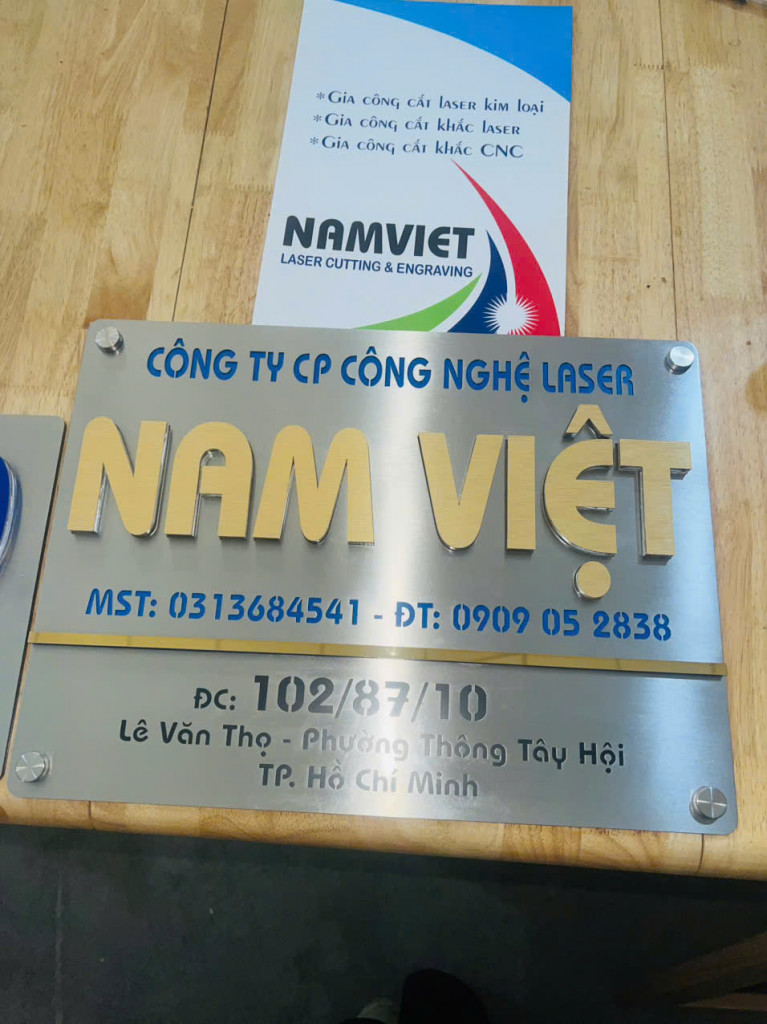 *Gia công cắt laser kim loại
*Gia công cắt khắc laser
*Gia công cắt khắc CNC
NAMVIET
LASER CUTTING & ENGRAVING
CÔNG TY CP CÔNG NGHỆ LASER
NAM VIỆT
MST: 0313684541 - ĐT: 0909 05 2838
ĐC: 102/87/10
Lê Văn Thọ - Phường Thông Tây Hội
TP. Hồ Chí Minh